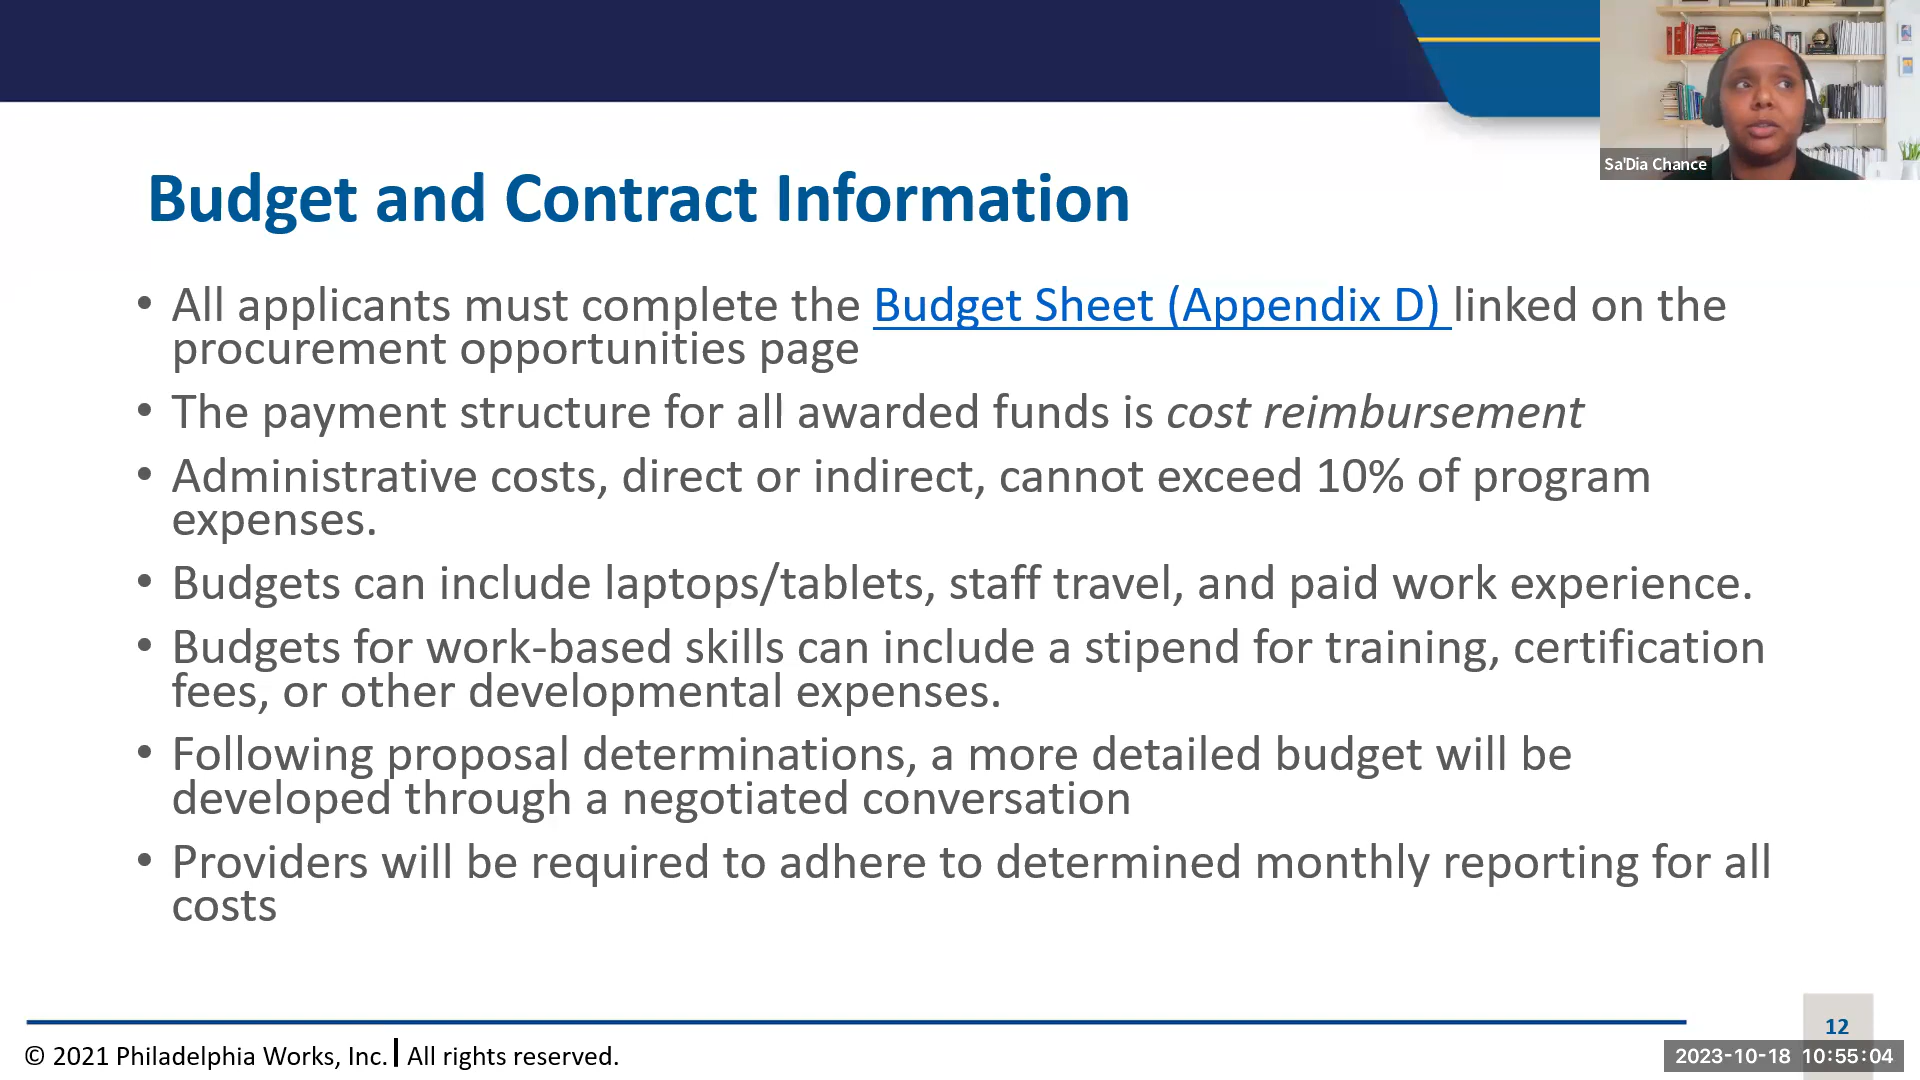 Sa'Dia Chance
Budget and Contract Information
• All applicants must complete the Budget Sheet (Appendix D) linked on the
procurement opportunities page
• The payment structure for all awarded funds is cost reimbursement
• Administrative costs, direct or indirect, cannot exceed 10% of program
expenses.
• Budgets can include laptops/tablets, staff travel, and paid work experience.
• Budgets for work-based skills can include a stipend for training, certification
fees, or other developmental expenses.
• Following proposal determinations, a more detailed budget will be
developed through a negotiated conversation
• Providers will be required to adhere to determined monthly reporting for all
costs
12
© 2021 Philadelphia Works, Inc. | All rights reserved.
2023-10-18 10:55:04